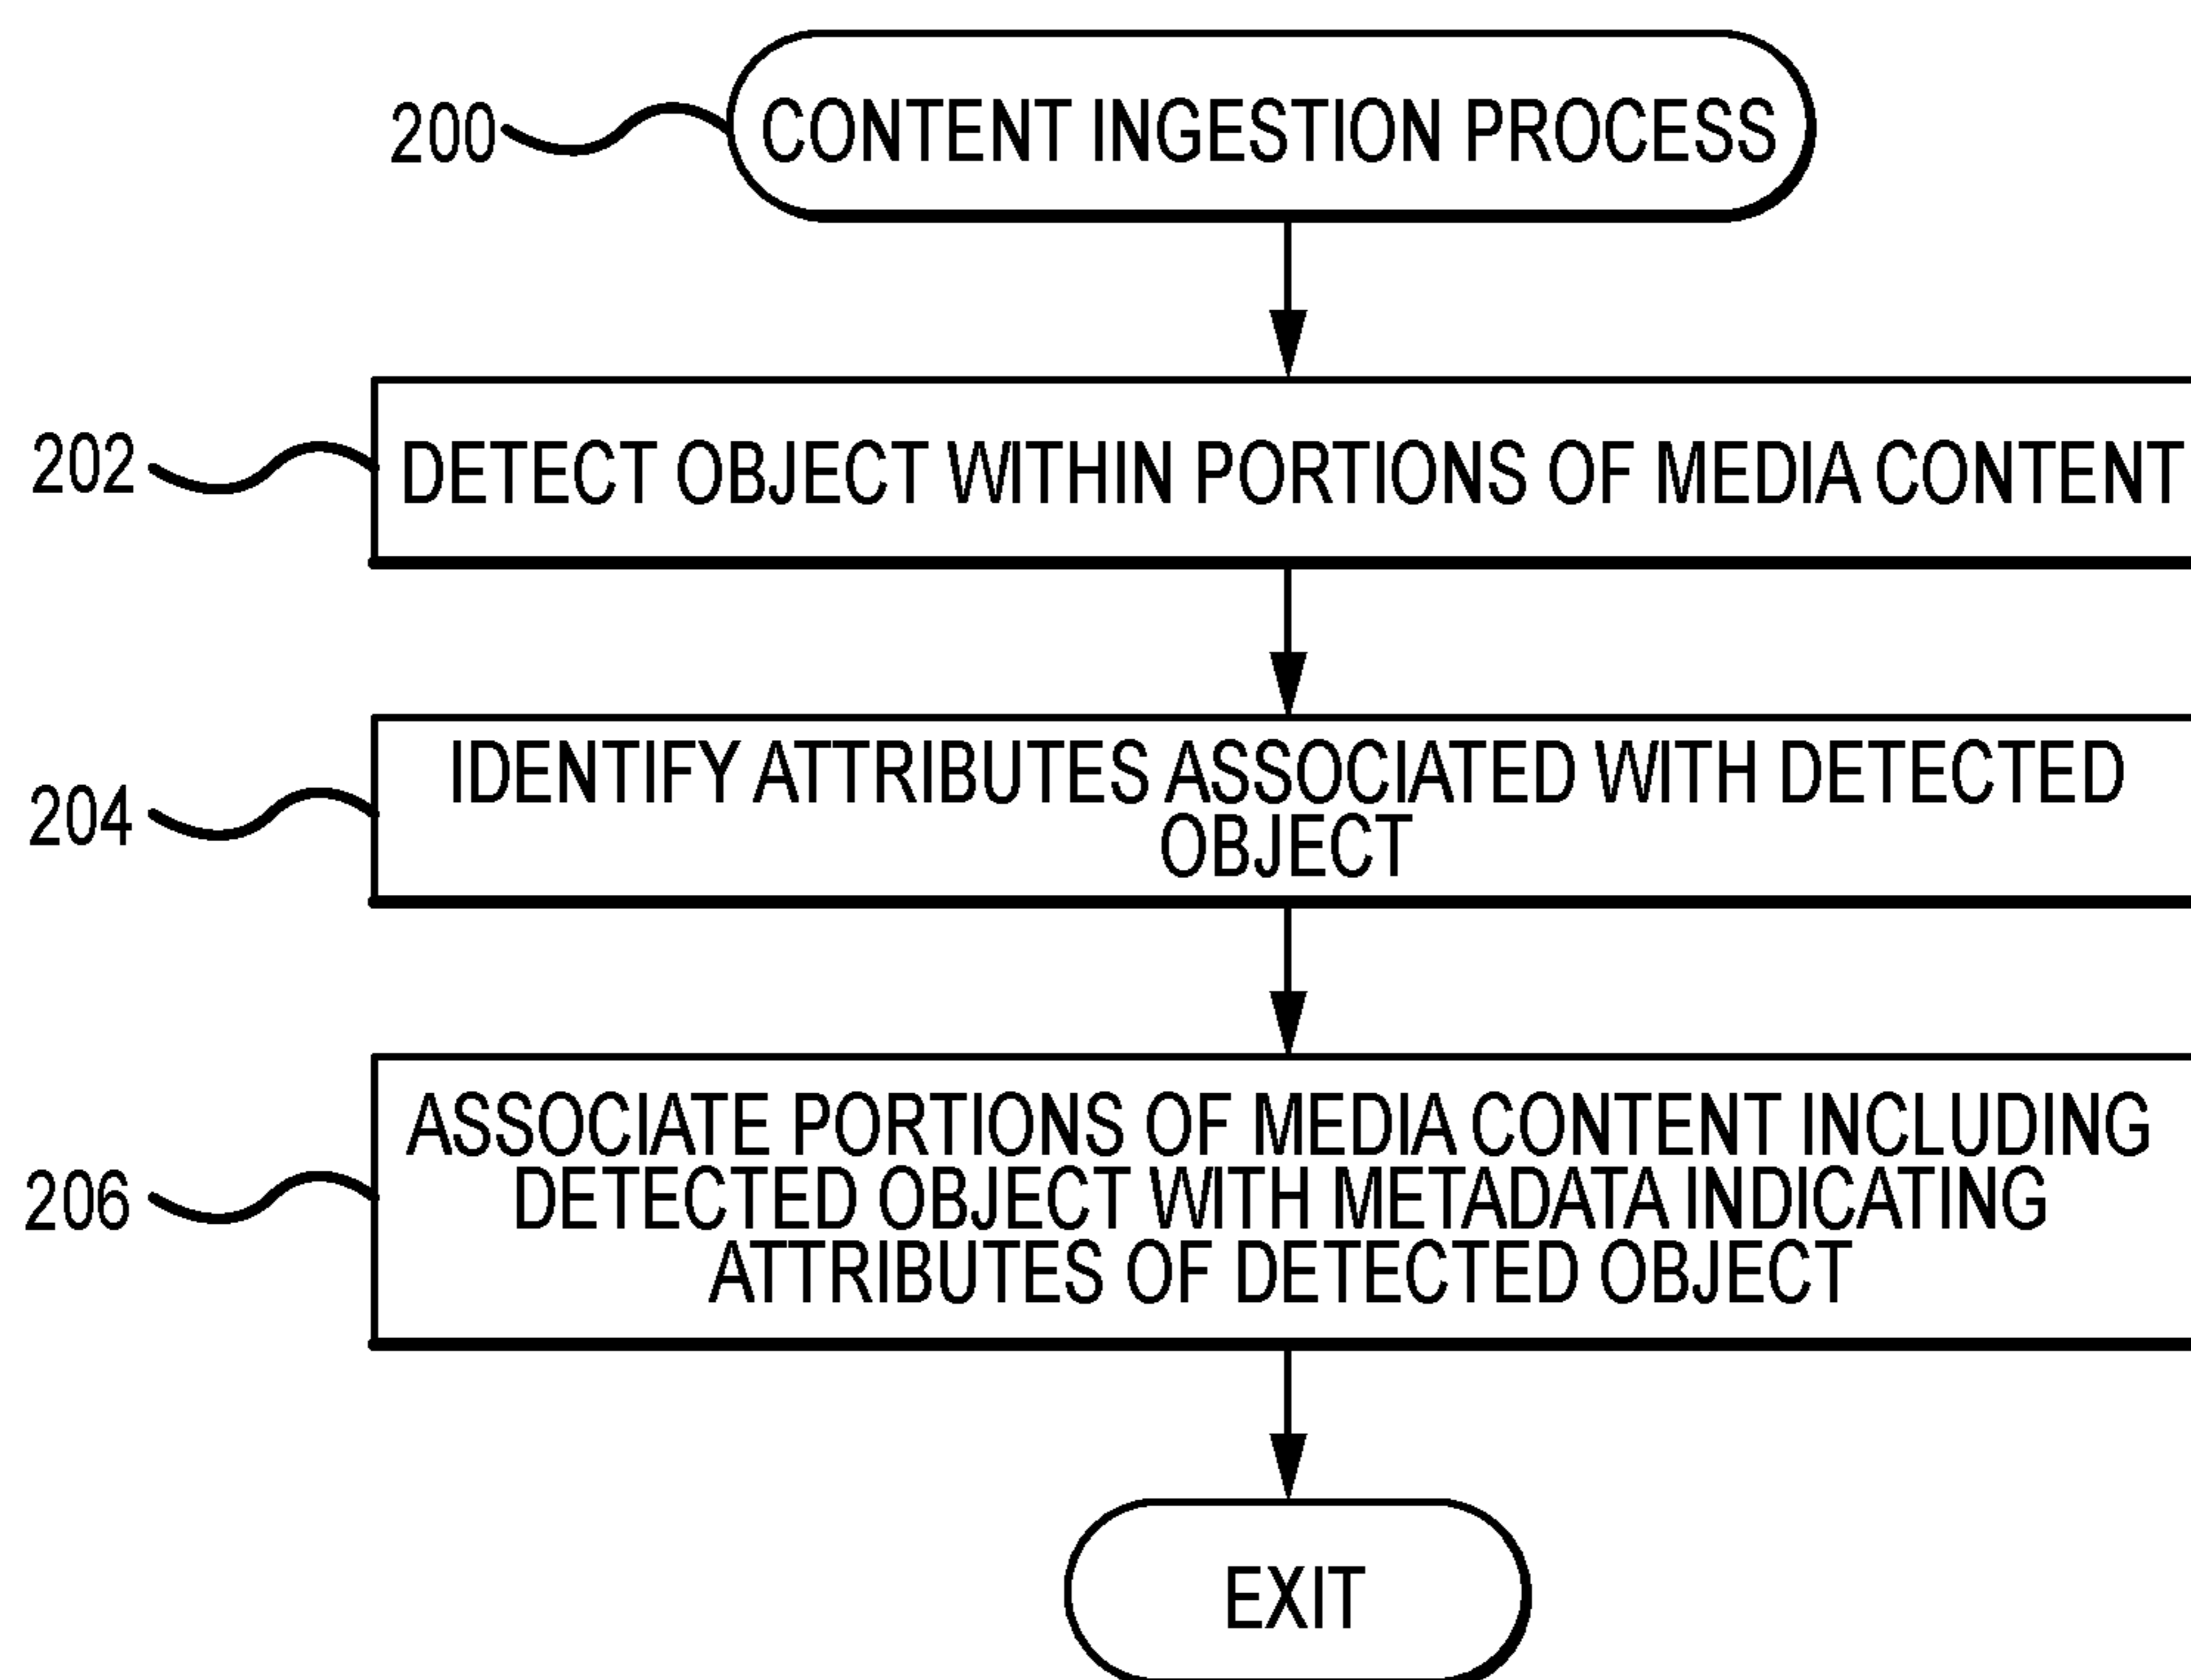 200
CONTENT INGESTION PROCESS
202
DETECT OBJECT WITHIN PORTIONS OF MEDIA CONTENT
204
IDENTIFY ATTRIBUTES ASSOCIATED WITH DETECTED
OBJECT
206
ASSOCIATE PORTIONS OF MEDIA CONTENT INCLUDING
DETECTED OBJECT WITH METADATA INDICATING
ATTRIBUTES OF DETECTED OBJECT
EXIT